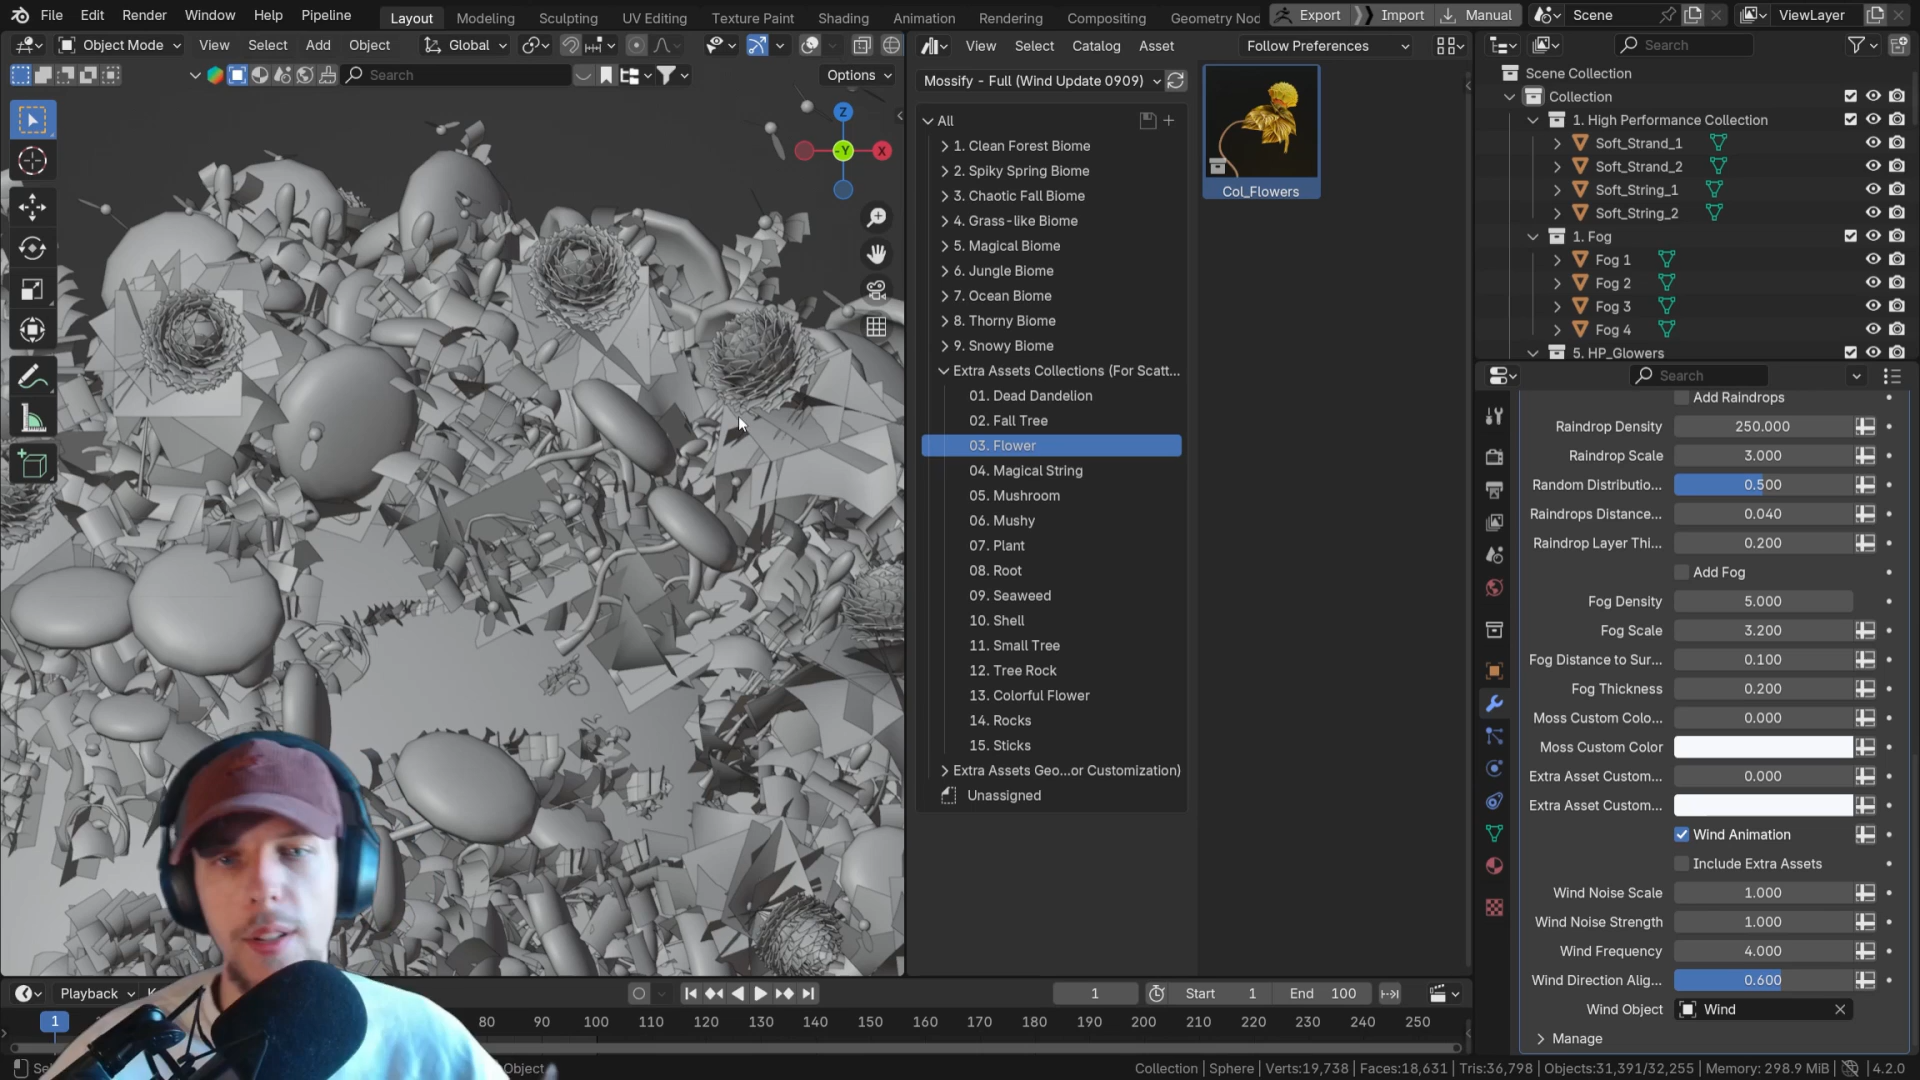 File Edit Render Window Help Pipeline
Layout Modeling Sculpting UV Editing Texture Paint Shading Animation Rendering Compositing Geometry Nod
Export Import Manual Scene ViewLayer
Object Mode View Select Add Object Global
View Select Catalog Asset Follow Preferences
Search
Search Options
Mossify - Full (Wind Update 0909)
Z
-Y
X
All
1. Clean Forest Biome
2. Spiky Spring Biome
3. Chaotic Fall Biome
4. Grass-like Biome
5. Magical Biome
6. Jungle Biome
7. Ocean Biome
8. Thorny Biome
9. Snowy Biome
Extra Assets Collections (For Scatt...
01. Dead Dandelion
02. Fall Tree
03. Flower
04. Magical String
05. Mushroom
06. Mushy
07. Plant
08. Root
09. Seaweed
10. Shell
11. Small Tree
12. Tree Rock
13. Colorful Flower
14. Rocks
15. Sticks
Extra Assets Geo...or Customization)
Unassigned
Col_Flowers
Scene Collection
Collection
1. High Performance Collection
Soft_Strand_1
Soft_Strand_2
Soft_String_1
Soft_String_2
1. Fog
Fog 1
Fog 2
Fog 3
Fog 4
5. HP_Glowers
Search
Add Raindrops
Raindrop Density 250.000
Raindrop Scale 3.000
Random Distributio... 0.500
Raindrops Distance... 0.040
Raindrop Layer Thi... 0.200
Add Fog
Fog Density 5.000
Fog Scale 3.200
Fog Distance to Sur... 0.100
Fog Thickness 0.200
Moss Custom Colo... 0.000
Moss Custom Color
Extra Asset Custom... 0.000
Extra Asset Custom...
Wind Animation
Include Extra Assets
Wind Noise Scale 1.000
Wind Noise Strength 1.000
Wind Frequency 4.000
Wind Direction Alig... 0.600
Wind Object Wind
Manage
Playback 1 Start 1 End 100
1 80 90 100 110 120 130 140 150 160 170 180 190 200 210 220 230 240 250
Object Collection | Sphere | Verts:19,738 | Faces:18,631 | Tris:36,798 | Objects:31,391/32,255 | Memory: 298.9 MiB | 4.2.0